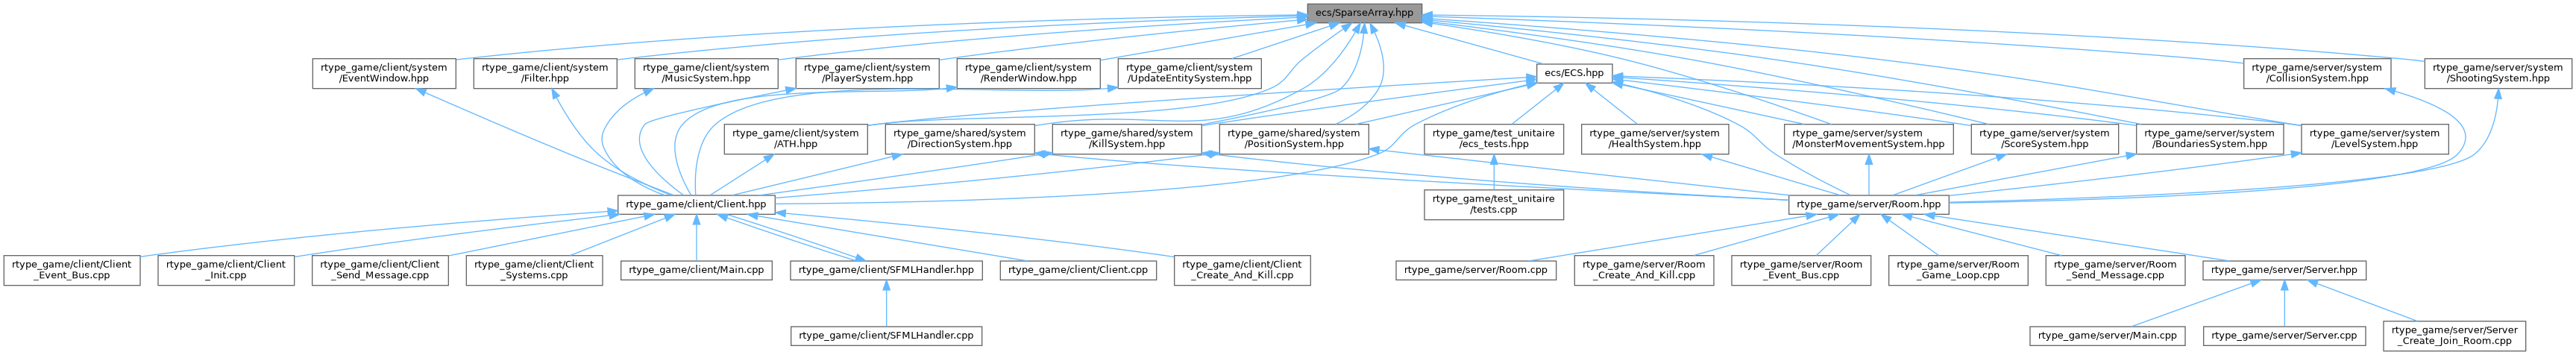 ecs/SparseArray.hpp
rtype_game/client/system
/EventWindow.hpp
rtype_game/client/system
/Filter.hpp
rtype_game/client/system
/MusicSystem.hpp
rtype_game/client/system
/PlayerSystem.hpp
rtype_game/client/system
/RenderWindow.hpp
rtype_game/client/system
/UpdateEntitySystem.hpp
ecs/ECS.hpp
rtype_game/server/system
/CollisionSystem.hpp
rtype_game/server/system
/ShootingSystem.hpp
rtype_game/client/system
/ATH.hpp
rtype_game/shared/system
/DirectionSystem.hpp
rtype_game/shared/system
/KillSystem.hpp
rtype_game/shared/system
/PositionSystem.hpp
rtype_game/test_unitaire
/ecs_tests.hpp
rtype_game/server/system
/HealthSystem.hpp
rtype_game/server/system
/MonsterMovementSystem.hpp
rtype_game/server/system
/ScoreSystem.hpp
rtype_game/server/system
/BoundariesSystem.hpp
rtype_game/server/system
/LevelSystem.hpp
rtype_game/client/Client.hpp
rtype_game/test_unitaire
/tests.cpp
rtype_game/server/Room.hpp
rtype_game/client/Client
_Event_Bus.cpp
rtype_game/client/Client
_Init.cpp
rtype_game/client/Client
_Send_Message.cpp
rtype_game/client/Client
_Systems.cpp
rtype_game/client/Main.cpp
rtype_game/client/SFMLHandler.hpp
rtype_game/client/Client.cpp
rtype_game/client/Client
_Create_And_Kill.cpp
rtype_game/server/Room.cpp
rtype_game/server/Room
_Create_And_Kill.cpp
rtype_game/server/Room
_Event_Bus.cpp
rtype_game/server/Room
_Game_Loop.cpp
rtype_game/server/Room
_Send_Message.cpp
rtype_game/server/Server.hpp
rtype_game/client/SFMLHandler.cpp
rtype_game/server/Main.cpp
rtype_game/server/Server.cpp
rtype_game/server/Server
_Create_Join_Room.cpp